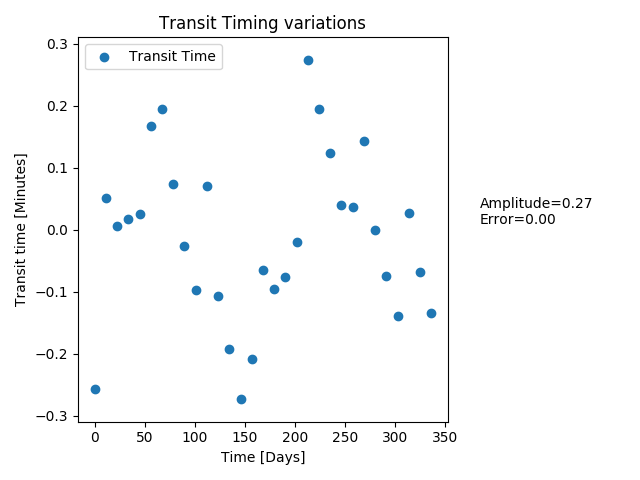 Transit Timing variations
Transit Time
Transit time [Minutes]
0.3
0.2
0.1
0.0
−0.1
−0.2
−0.3
0
50
100
150
200
250
300
350
Time [Days]
Amplitude=0.27
Error=0.00